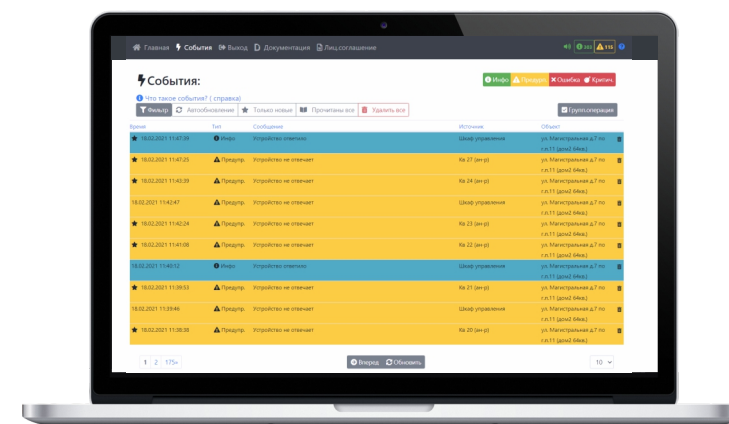 Главная События Выход Документация Лиц.соглашение
События:
Инфо Предупр. Ошибка Критич.
Что такое события? ( справка)
Фильтр Автообновление Только новые Прочитаны все Удалить все Групп.операция
Время Тип Сообщение Источник Объект
18.02.2021 11:47:39 Инфо Устройство ответило Шкаф управления ул. Магистральная д.7 по
г.п.11 (дом2 64кв.)
18.02.2021 11:47:25 Предупр. Устройство не отвечает Кв 27 (ан-р) ул. Магистральная д.7 по
г.п.11 (дом2 64кв.)
18.02.2021 11:43:39 Предупр. Устройство не отвечает Кв 24 (ан-р) ул. Магистральная д.7 по
г.п.11 (дом2 64кв.)
18.02.2021 11:42:47 Предупр. Устройство не отвечает Шкаф управления ул. Магистральная д.7 по
г.п.11 (дом2 64кв.)
18.02.2021 11:42:24 Предупр. Устройство не отвечает Кв 23 (ан-р) ул. Магистральная д.7 по
г.п.11 (дом2 64кв.)
18.02.2021 11:41:08 Предупр. Устройство не отвечает Кв 22 (ан-р) ул. Магистральная д.7 по
г.п.11 (дом2 64кв.)
18.02.2021 11:40:12 Инфо Устройство ответило Шкаф управления ул. Магистральная д.7 по
г.п.11 (дом2 64кв.)
18.02.2021 11:39:53 Предупр. Устройство не отвечает Кв 21 (ан-р) ул. Магистральная д.7 по
г.п.11 (дом2 64кв.)
18.02.2021 11:39:46 Предупр. Устройство не отвечает Шкаф управления ул. Магистральная д.7 по
г.п.11 (дом2 64кв.)
18.02.2021 11:38:38 Предупр. Устройство не отвечает Кв 20 (ан-р) ул. Магистральная д.7 по
г.п.11 (дом2 64кв.)
1 2 175» Вперед Обновить 10